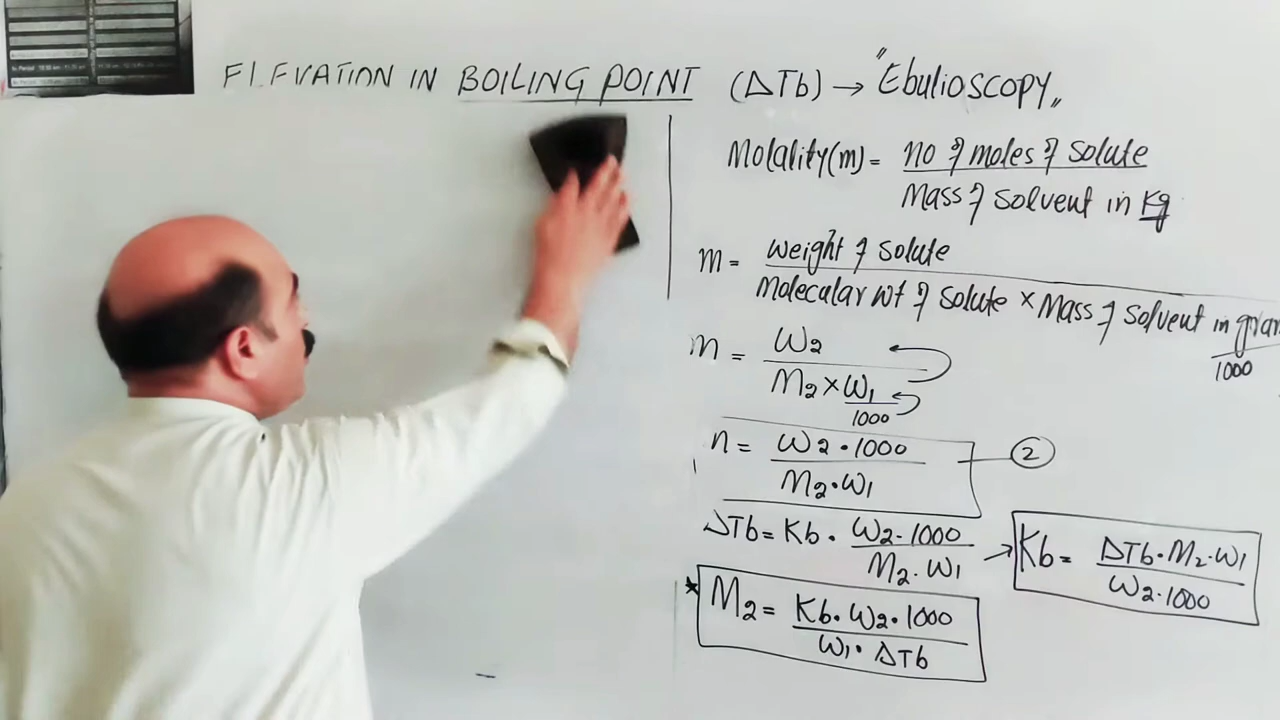 ELEVATION IN BOILING POINT (ΔTb) → "Ebulioscopy"
Molality(m) = no of moles of solute
Mass of solvent in Kg
m = weight of solute
molecular wt of solute × Mass of solvent in gram
1000
m = W2
M2 × W1
1000
n = W2 · 1000
M2 · W1
2
ΔTb = Kb · W2 · 1000
M2 · W1
→ Kb = ΔTb · M2 · W1
W2 · 1000
* M2 = Kb · W2 · 1000
W1 · ΔTb